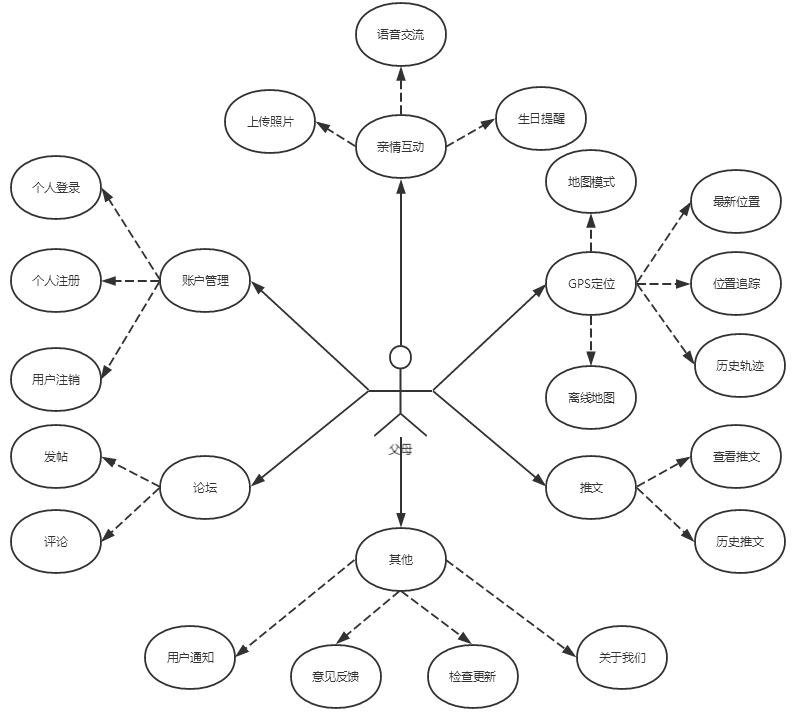 语音交流
上传照片
生日提醒
亲情互动
地图模式
个人登录
最新位置
个人注册
账户管理
GPS定位
位置追踪
用户注销
历史轨迹
离线地图
父母
发帖
查看推文
论坛
推文
评论
历史推文
其他
用户通知
关于我们
意见反馈
检查更新